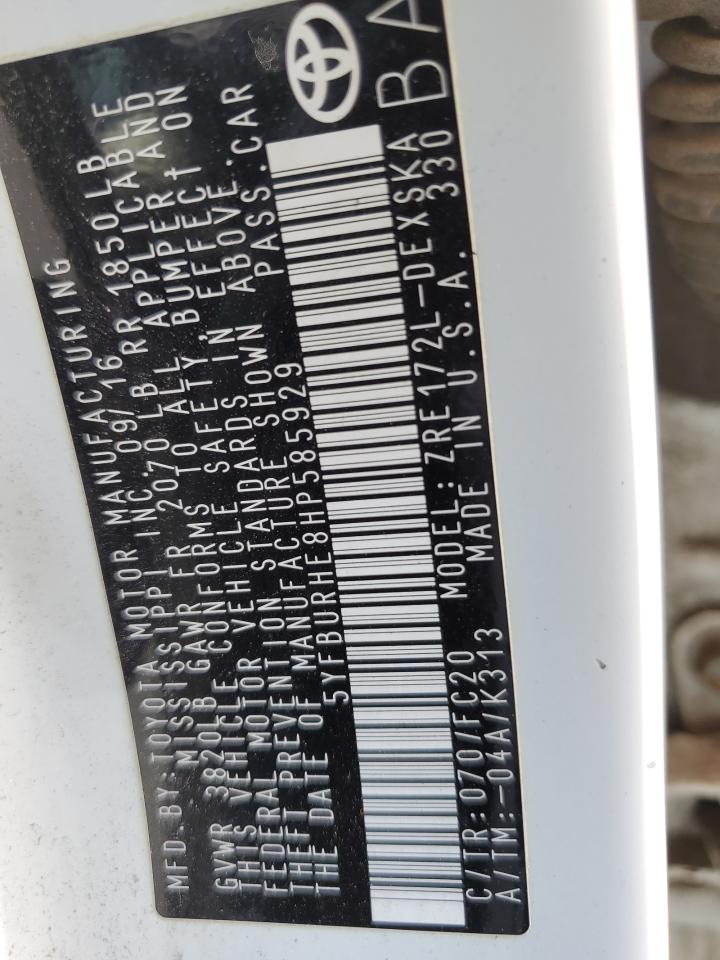 MFD.BY:TOYOTA MOTOR MANUFACTURING
MISSISSIPPI INC. 09/16
GVWR 3820LB GAWR FR 2070 LB RR 1850LB
THIS VEHICLE CONFORMS TO ALL APPLICABLE
FEDERAL MOTOR VEHICLE SAFETY, BUMPER AND
THEFT PREVENTION STANDARDS IN EFFECT ON
THE DATE OF MANUFACTURE SHOWN ABOVE.
5YFBURHE8HP585929 PASS.CAR
C/TR:070/FC20 MODEL:ZRE172L-DEXSKA
A/TM:-04A/K313 MADE IN U.S.A. 330
BA